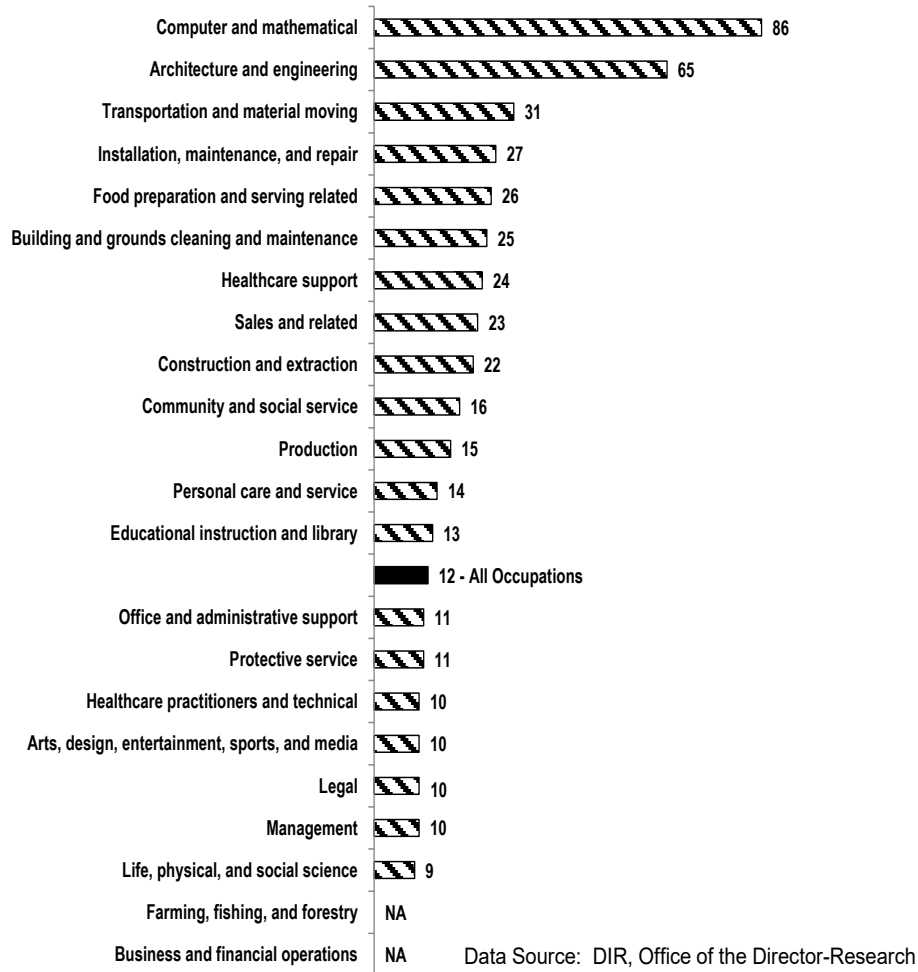 Computer and mathematical 86
Architecture and engineering 65
Transportation and material moving 31
Installation, maintenance, and repair 27
Food preparation and serving related 26
Building and grounds cleaning and maintenance 25
Healthcare support 24
Sales and related 23
Construction and extraction 22
Community and social service 16
Production 15
Personal care and service 14
Educational instruction and library 13
12 - All Occupations
Office and administrative support 11
Protective service 11
Healthcare practitioners and technical 10
Arts, design, entertainment, sports, and media 10
Legal 10
Management 10
Life, physical, and social science 9
Farming, fishing, and forestry NA
Business and financial operations NA Data Source: DIR, Office of the Director-Research